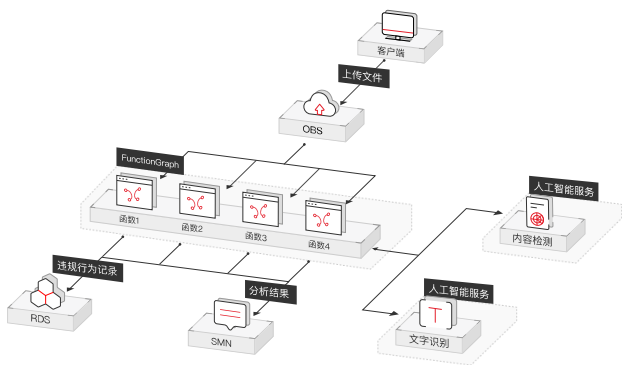 客户端
上传文件
OBS
FunctionGraph
函数1
函数2
函数3
函数4
人工智能服务
内容检测
违规行为记录
RDS
分析结果
SMN
人工智能服务
文字识别